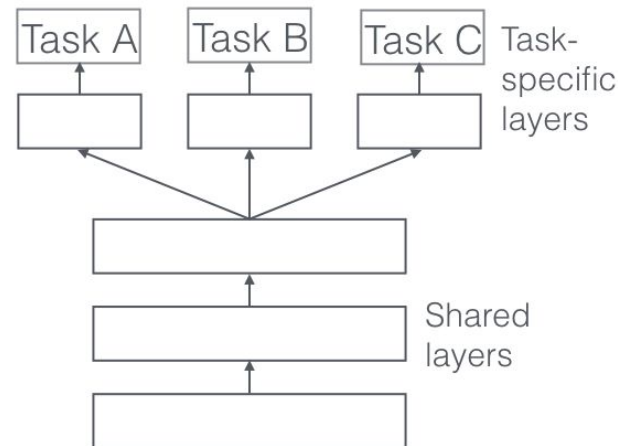 Task A
Task B
Task C
Task-
specific
layers
Shared
layers